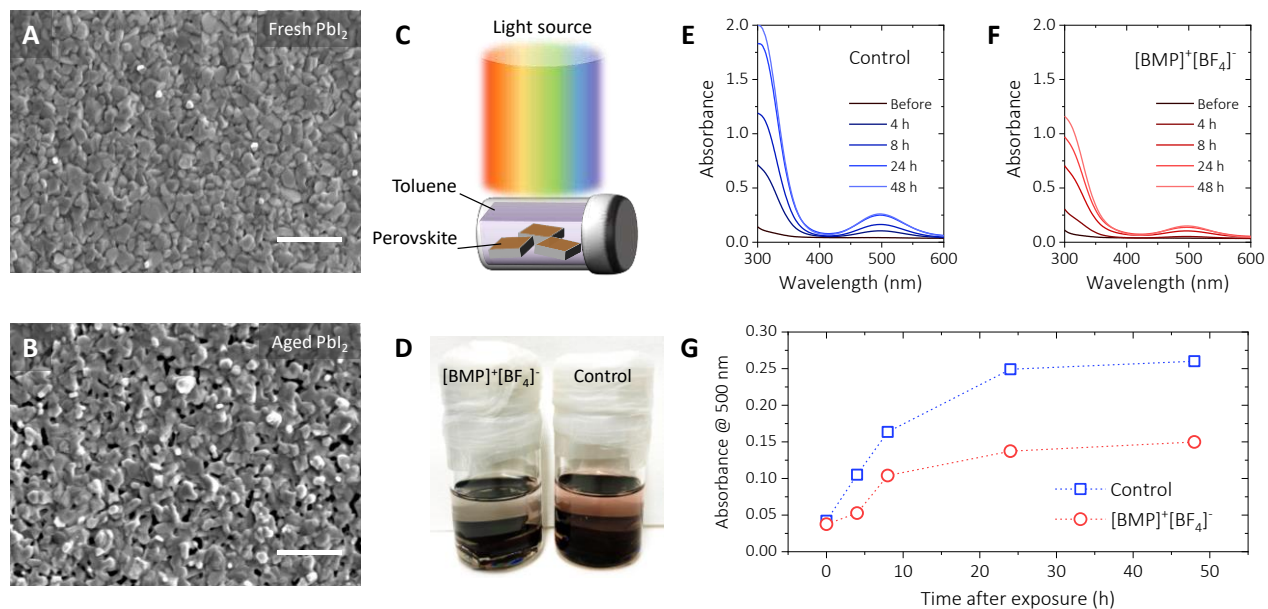 A
Fresh PbI₂
B
Aged PbI₂
C
Light source
Toluene
Perovskite
D
[BMP]⁺[BF₄]⁻
Control
E
Control
Before
4 h
8 h
24 h
48 h
2.0
1.5
1.0
0.5
0.0
300
400
500
600
Absorbance
Wavelength (nm)
F
[BMP]⁺[BF₄]⁻
Before
4 h
8 h
24 h
48 h
2.0
1.5
1.0
0.5
0.0
300
400
500
600
Absorbance
Wavelength (nm)
G
0.30
0.25
0.20
0.15
0.10
0.05
0.00
0
10
20
30
40
50
Absorbance @ 500 nm
Time after exposure (h)
Control
[BMP]⁺[BF₄]⁻